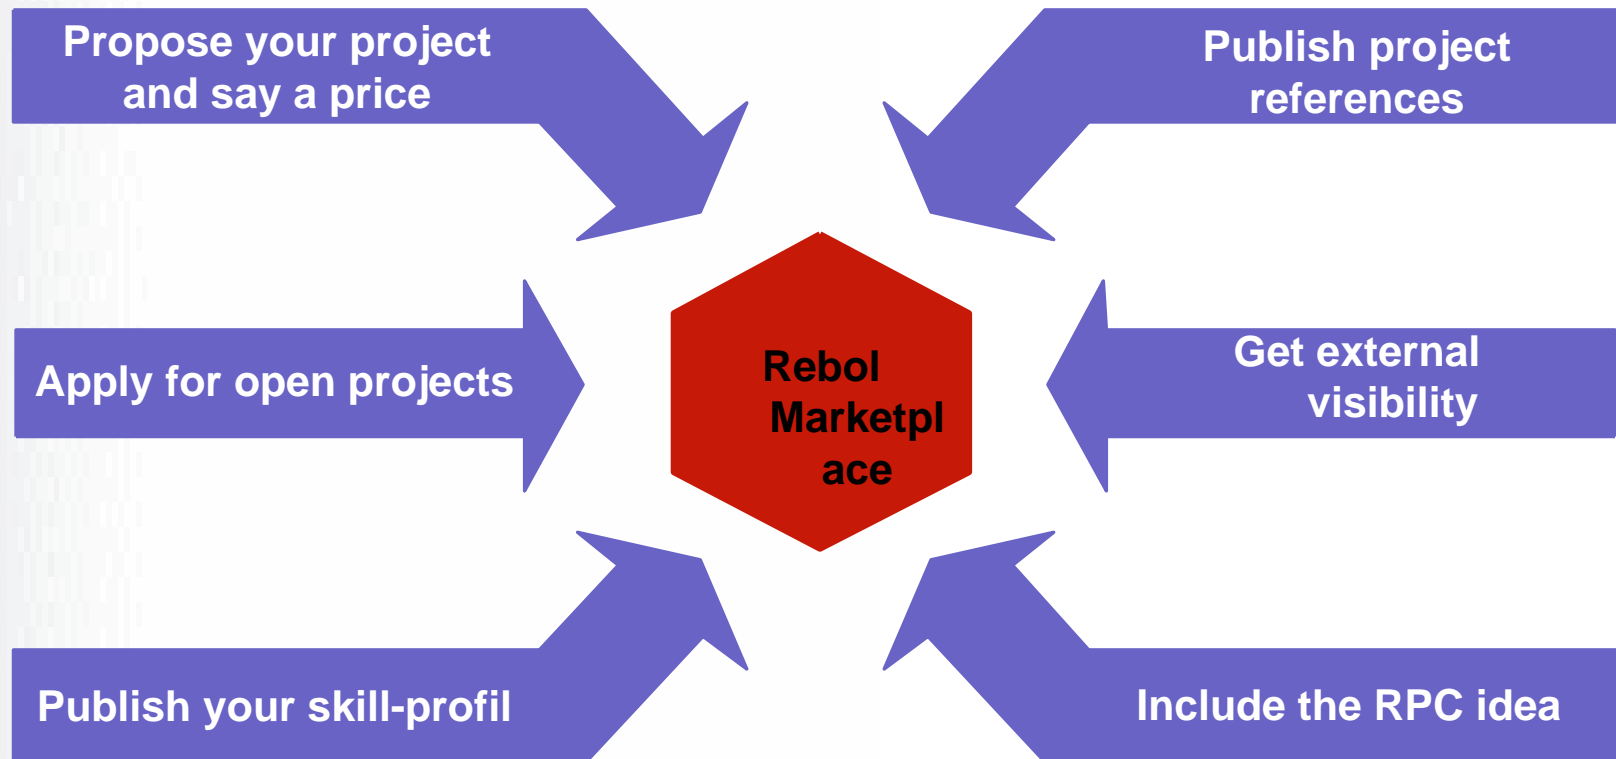 Propose your project
and say a price
Publish project
references
Apply for open projects
Rebol
Marketpl
ace
Get external
visibility
Publish your skill-profil
Include the RPC idea